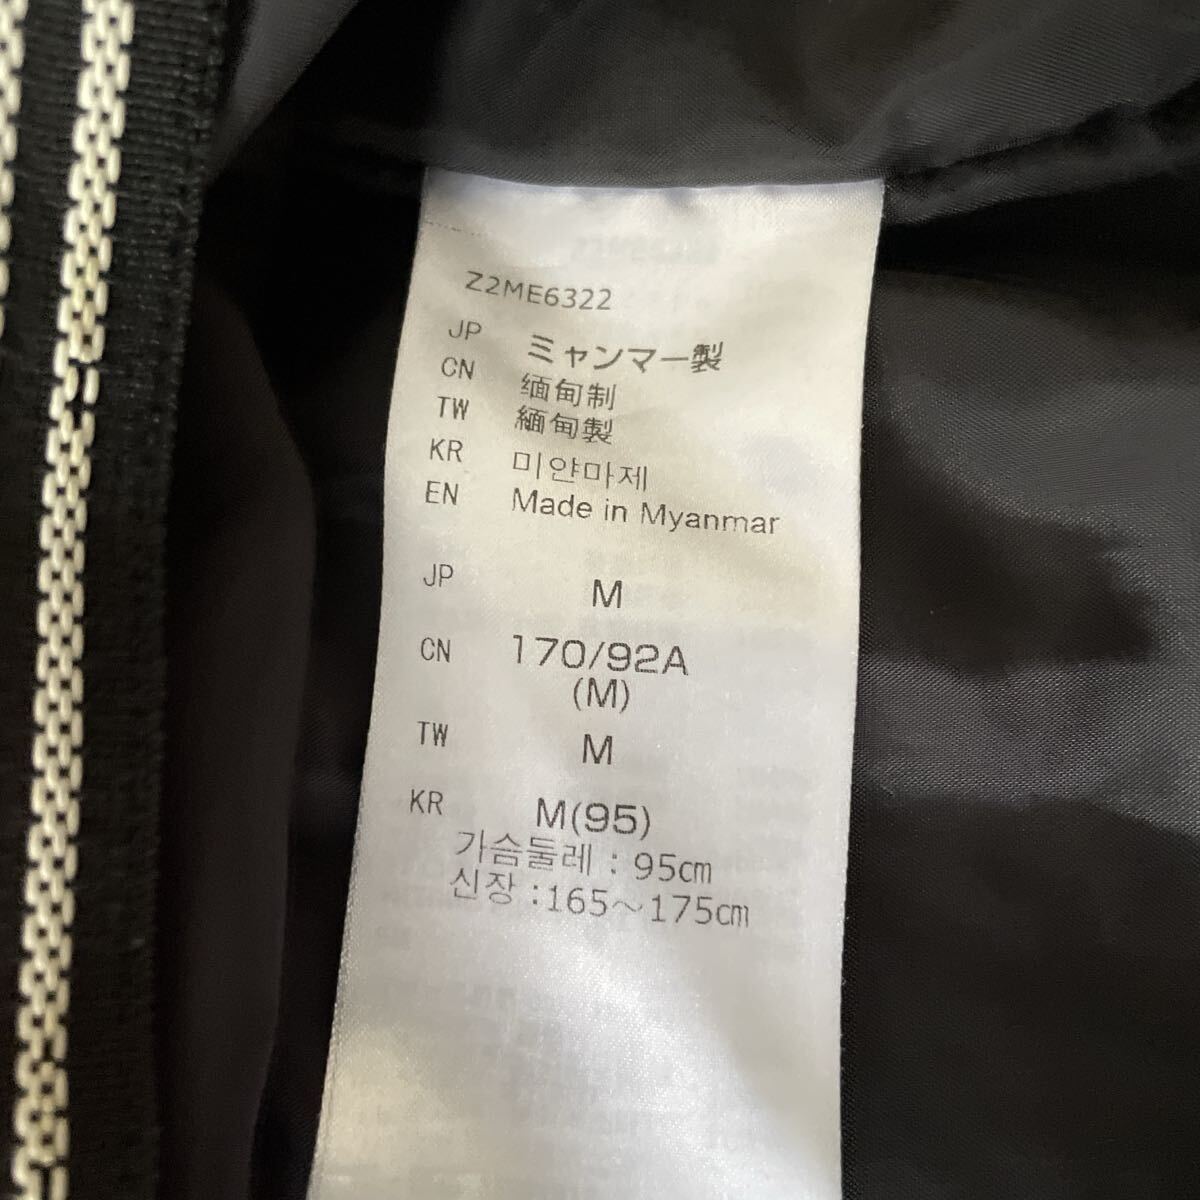 Z2ME6322
JP ミャンマー製
CN 缅甸制
TW 緬甸製
KR 미얀마제
EN Made in Myanmar
JP M
CN 170/92A
(M)
TW M
KR M(95)
가슴둘레 : 95㎝
신장 :165～175㎝